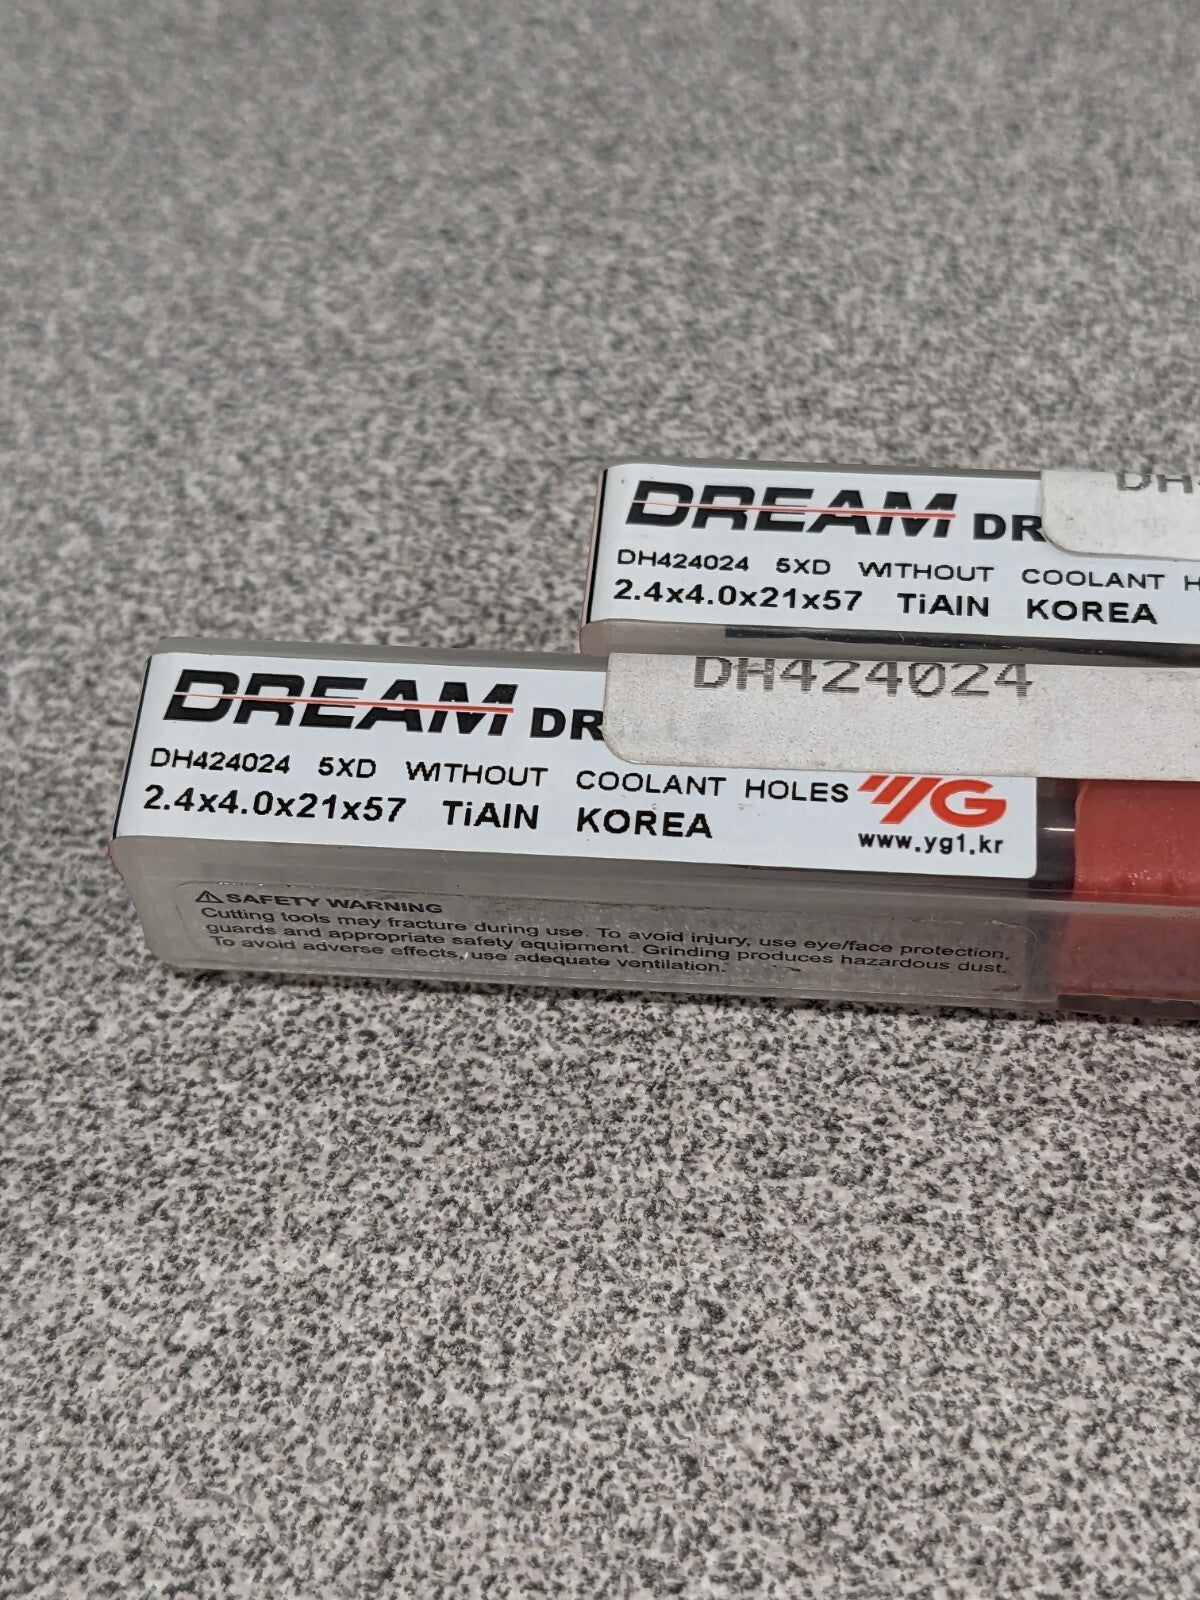 DREAM DR
DH424024 5XD WITHOUT COOLANT
2.4x4.0x21x57 TiAlN KOREA
DH424024
DREAM DR
DH424024 5XD WITHOUT COOLANT HOLES
2.4x4.0x21x57 TiAlN KOREA
YG
www.yg1.kr
⚠ SAFETY WARNING
Cutting tools may fracture during use. To avoid injury, use eye/face protection,
guards and appropriate safety equipment. Grinding produces hazardous dust.
To avoid adverse effects, use adequate ventilation.